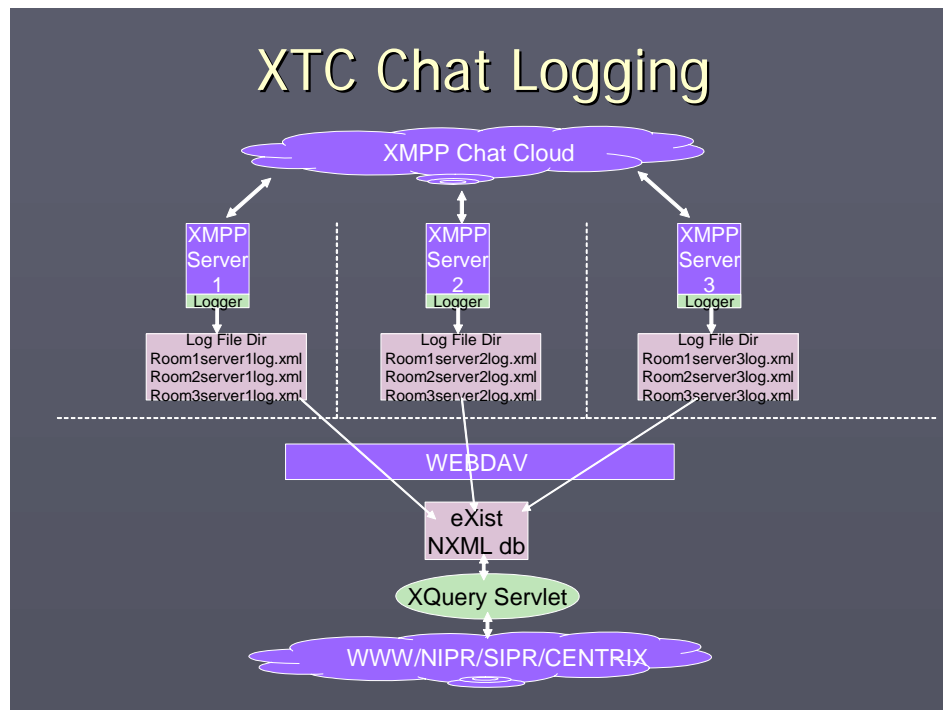 XTC Chat Logging
XMPP Chat Cloud
XMPP
Server
1
Logger
XMPP
Server
2
Logger
XMPP
Server
3
Logger
Log File Dir
Room1server1log.xml
Room2server1log.xml
Room3server1log.xml
Log File Dir
Room1server2log.xml
Room2server2log.xml
Room3server2log.xml
Log File Dir
Room1server3log.xml
Room2server3log.xml
Room3server3log.xml
WEBDAV
eXist
NXML db
XQuery Servlet
WWW/NIPR/SIPR/CENTRIX